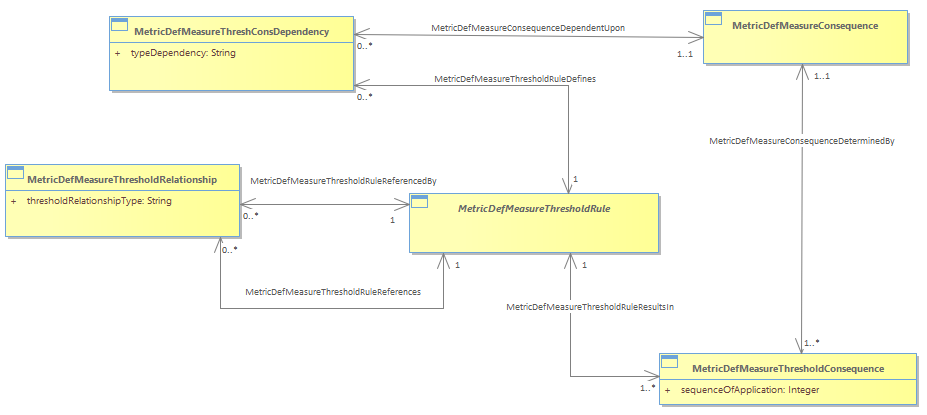 MetricDefMeasureThreshConsDependency
+ typeDependency: String
0..*
MetricDefMeasureConsequenceDependentUpon
1..1
MetricDefMeasureConsequence
1..1
0..*
MetricDefMeasureThresholdRuleDefines
1
MetricDefMeasureConsequenceDeterminedBy
MetricDefMeasureThresholdRelationship
+ thresholdRelationshipType: String
0..*
MetricDefMeasureThresholdRuleReferencedBy
1
MetricDefMeasureThresholdRule
0..*
MetricDefMeasureThresholdRuleReferences
1
1
MetricDefMeasureThresholdRuleResultsIn
1..*
1..*
MetricDefMeasureThresholdConsequence
+ sequenceOfApplication: Integer